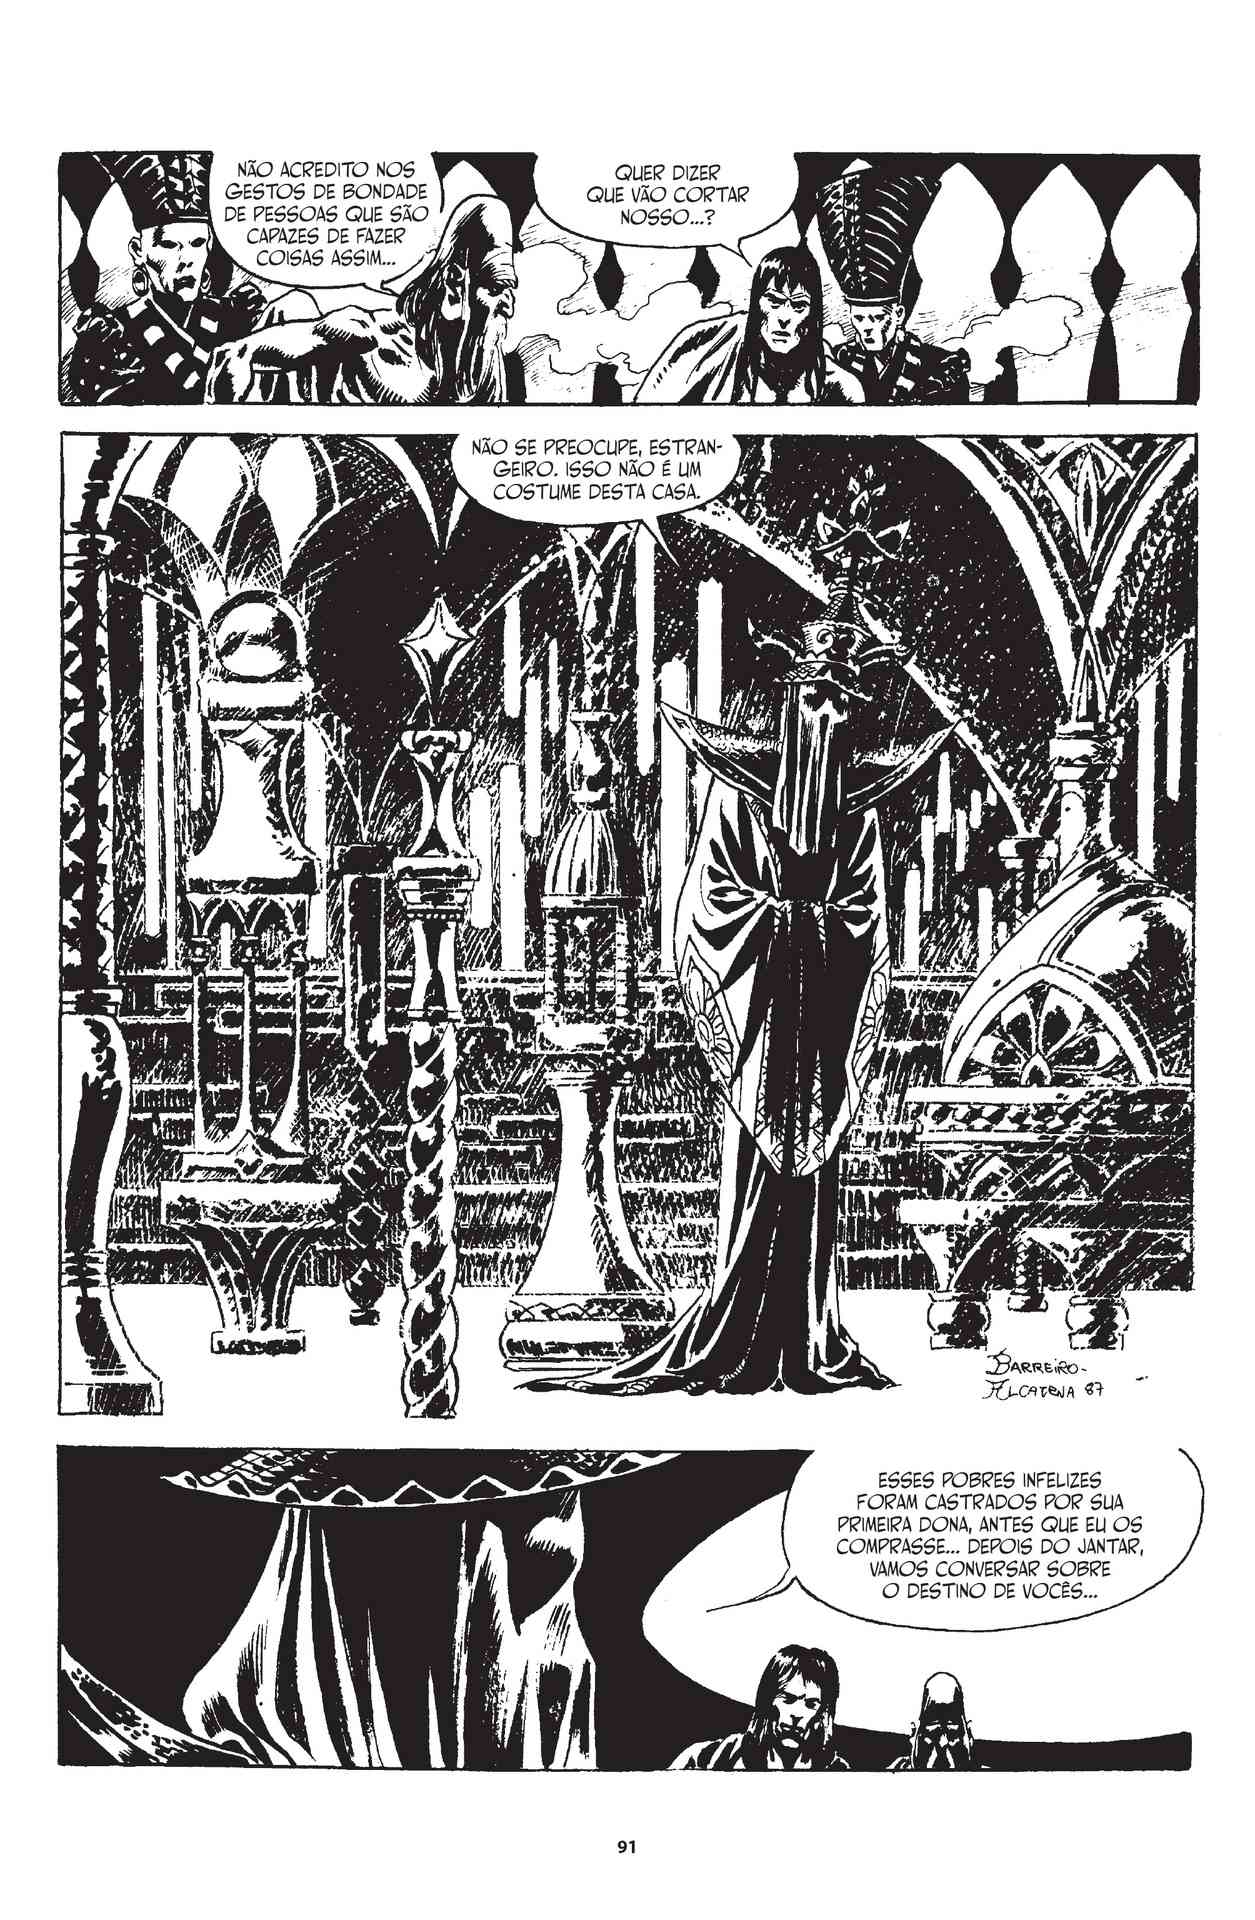 NÃO ACREDITO NOS
GESTOS DE BONDADE
DE PESSOAS QUE SÃO
CAPAZES DE FAZER
COISAS ASSIM...
QUER DIZER
QUE VÃO CORTAR
NOSSO...?
NÃO SE PREOCUPE, ESTRAN-
GEIRO. ISSO NÃO É UM
COSTUME DESTA CASA.
BARREIRO-
ALCATENA 87
ESSES POBRES INFELIZES
FORAM CASTRADOS POR SUA
PRIMEIRA DONA, ANTES QUE EU OS
COMPRASSE... DEPOIS DO JANTAR,
VAMOS CONVERSAR SOBRE
O DESTINO DE VOCÊS...
91